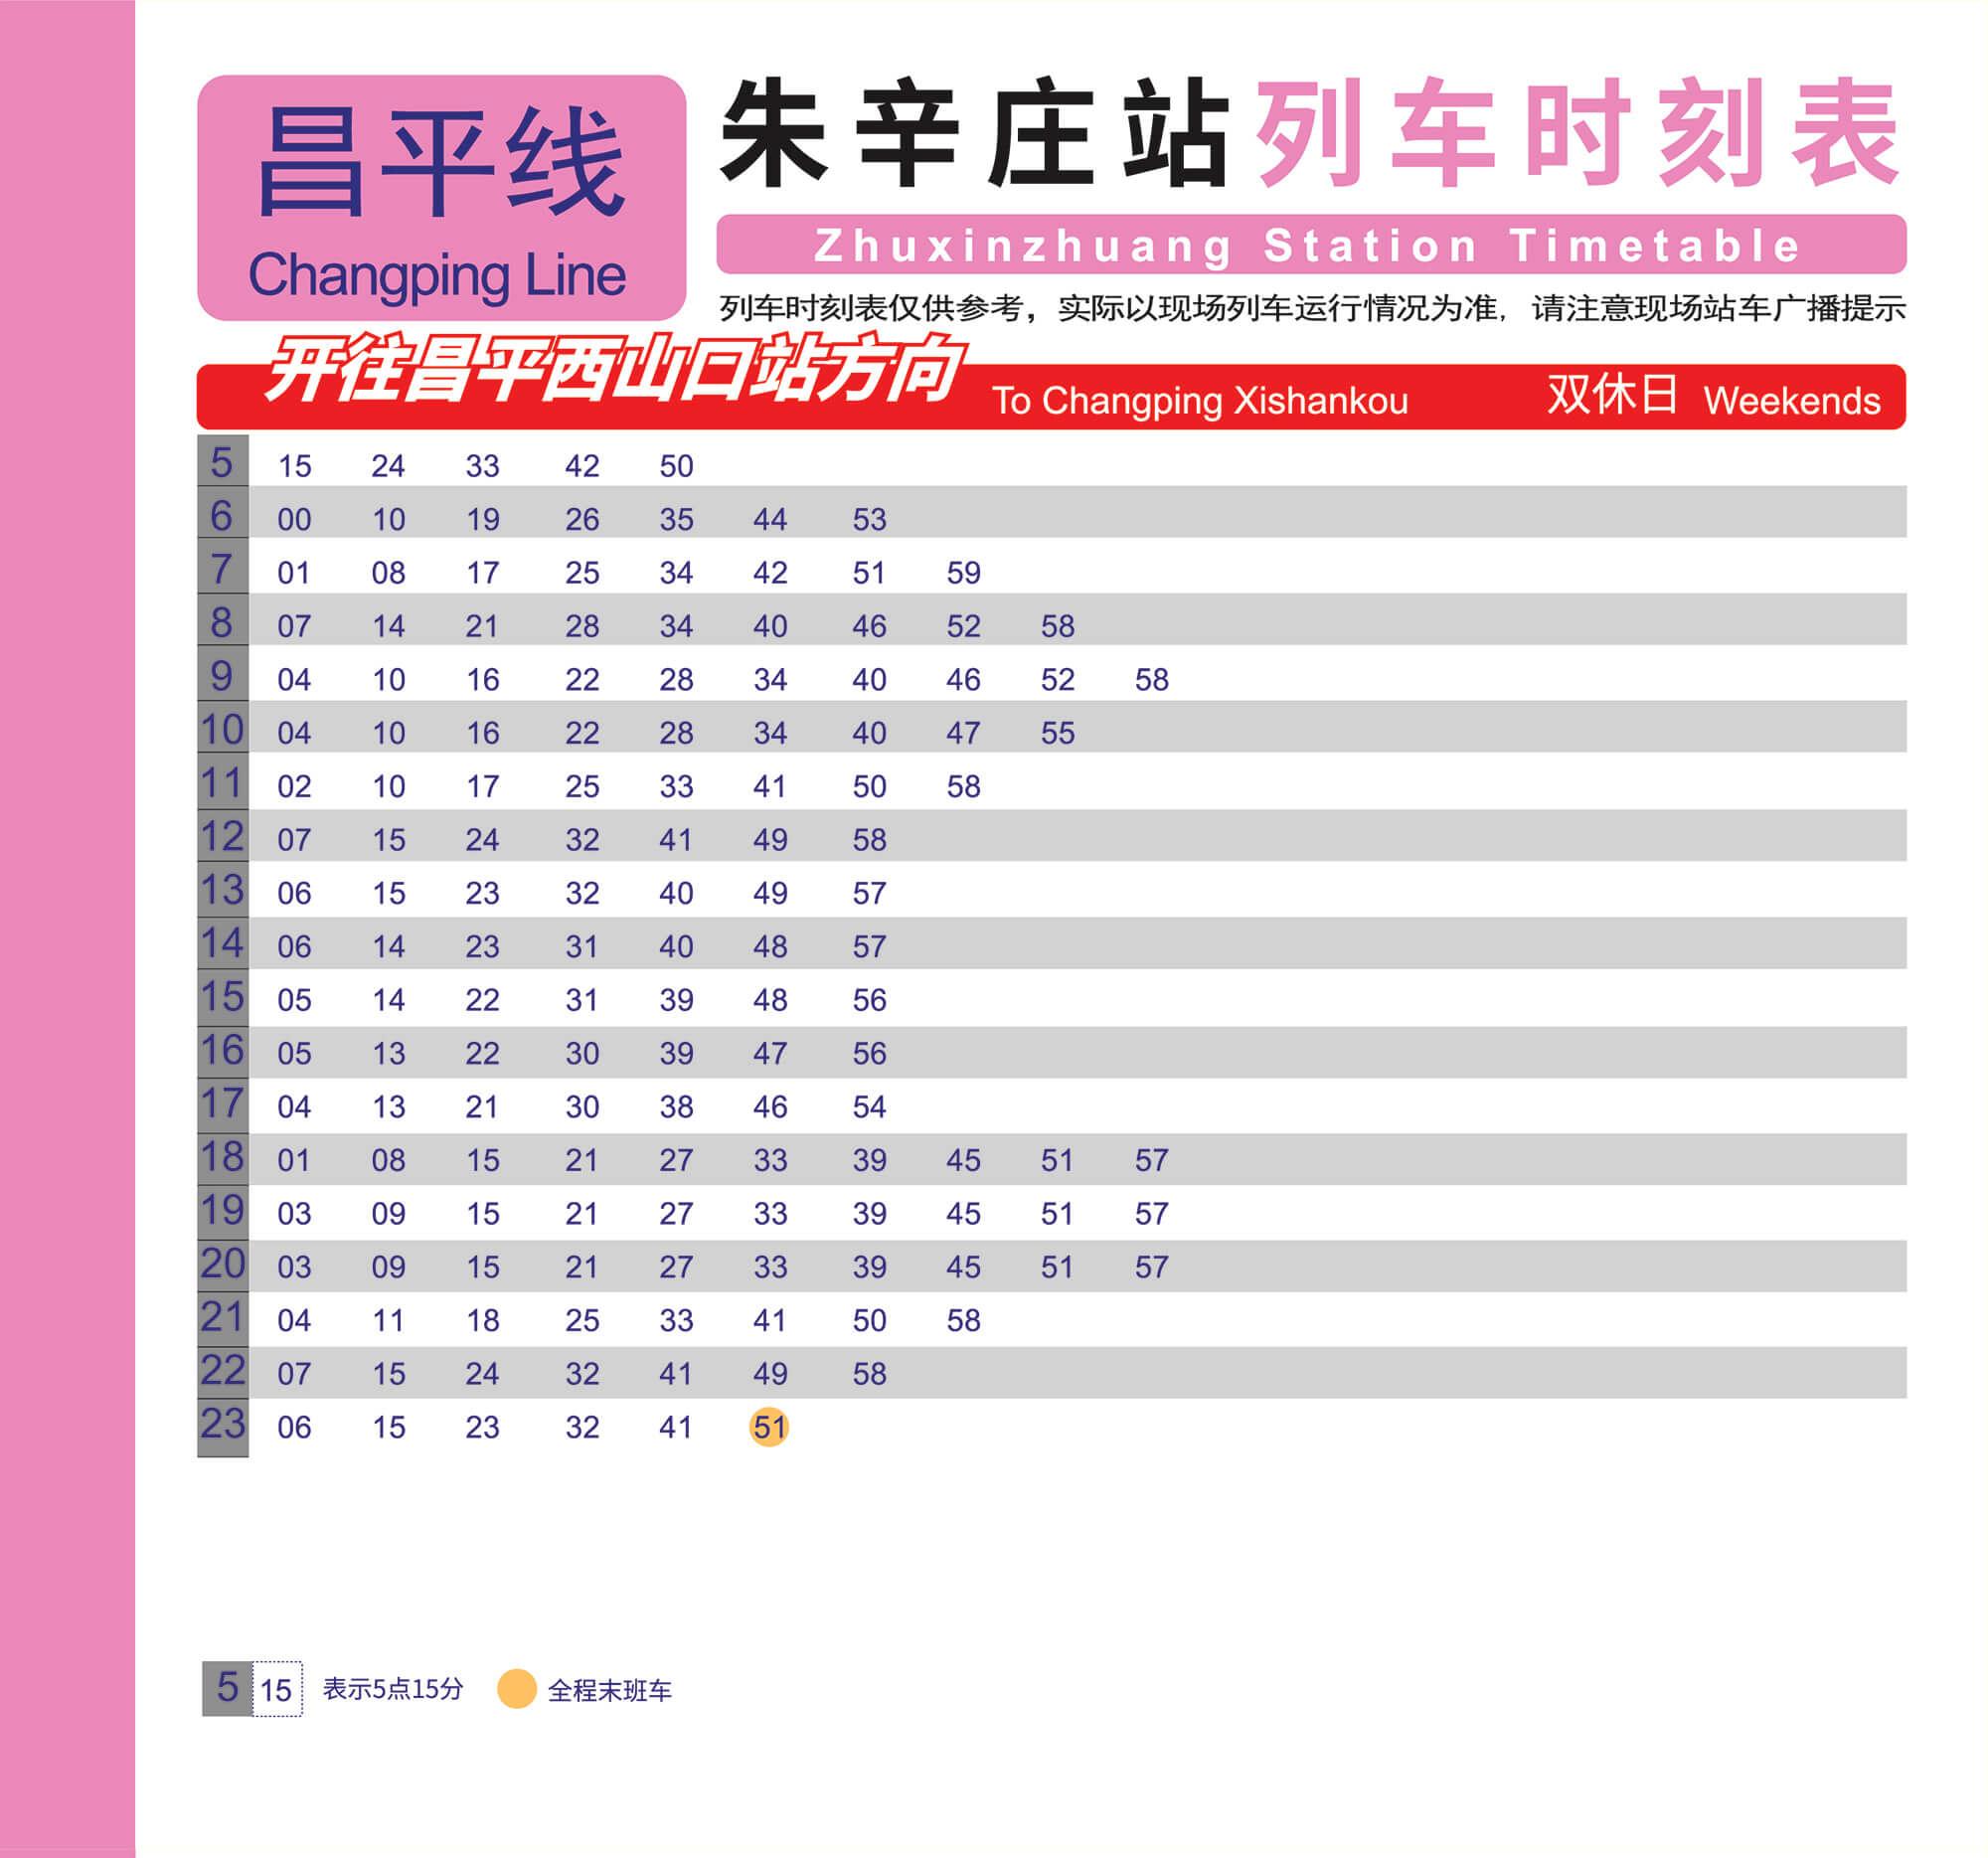 昌平线
Changping Line
朱辛庄站列车时刻表
Zhuxinzhuang Station Timetable
列车时刻表仅供参考，实际以现场列车运行情况为准，请注意现场站车广播提示
开往昌平西山口站方向 To Changping Xishankou 双休日 Weekends
5 15 24 33 42 50
6 00 10 19 26 35 44 53
7 01 08 17 25 34 42 51 59
8 07 14 21 28 34 40 46 52 58
9 04 10 16 22 28 34 40 46 52 58
10 04 10 16 22 28 34 40 47 55
11 02 10 17 25 33 41 50 58
12 07 15 24 32 41 49 58
13 06 15 23 32 40 49 57
14 06 14 23 31 40 48 57
15 05 14 22 31 39 48 56
16 05 13 22 30 39 47 56
17 04 13 21 30 38 46 54
18 01 08 15 21 27 33 39 45 51 57
19 03 09 15 21 27 33 39 45 51 57
20 03 09 15 21 27 33 39 45 51 57
21 04 11 18 25 33 41 50 58
22 07 15 24 32 41 49 58
23 06 15 23 32 41 51
5 15 表示5点15分 全程末班车